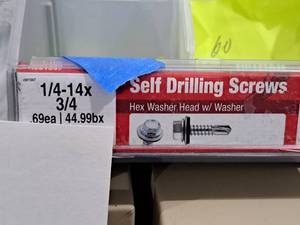 60
1/4-14x
3/4
.69ea | 44.99bx
Self Drilling Screws
Hex Washer Head w/ Washer